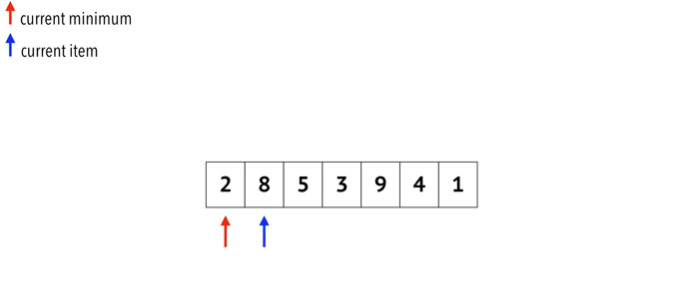 current minimum
current item
2 8 5 3 9 4 1